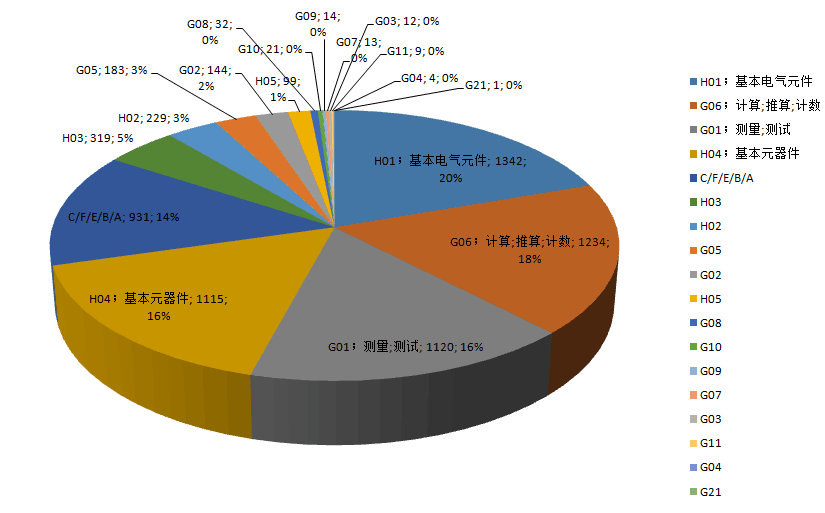 G09; 14;
0%
G08; 32;
0%
G03; 12; 0%
G10; 21; 0%
G07; 13;
0%
G11; 9; 0%
G05; 183; 3%
G02; 144;
2%
H05; 99;
1%
G04; 4; 0%
G21; 1; 0%
H02; 229; 3%
H03; 319; 5%
H01；基本电气元件; 1342;
20%
C/F/E/B/A; 931; 14%
G06；计算;推算;计数; 1234;
18%
H04；基本元器件; 1115;
16%
G01；测量;测试; 1120; 16%
H01；基本电气元件
G06；计算;推算;计数
G01；测量;测试
H04；基本元器件
C/F/E/B/A
H03
H02
G05
G02
H05
G08
G10
G09
G07
G03
G11
G04
G21